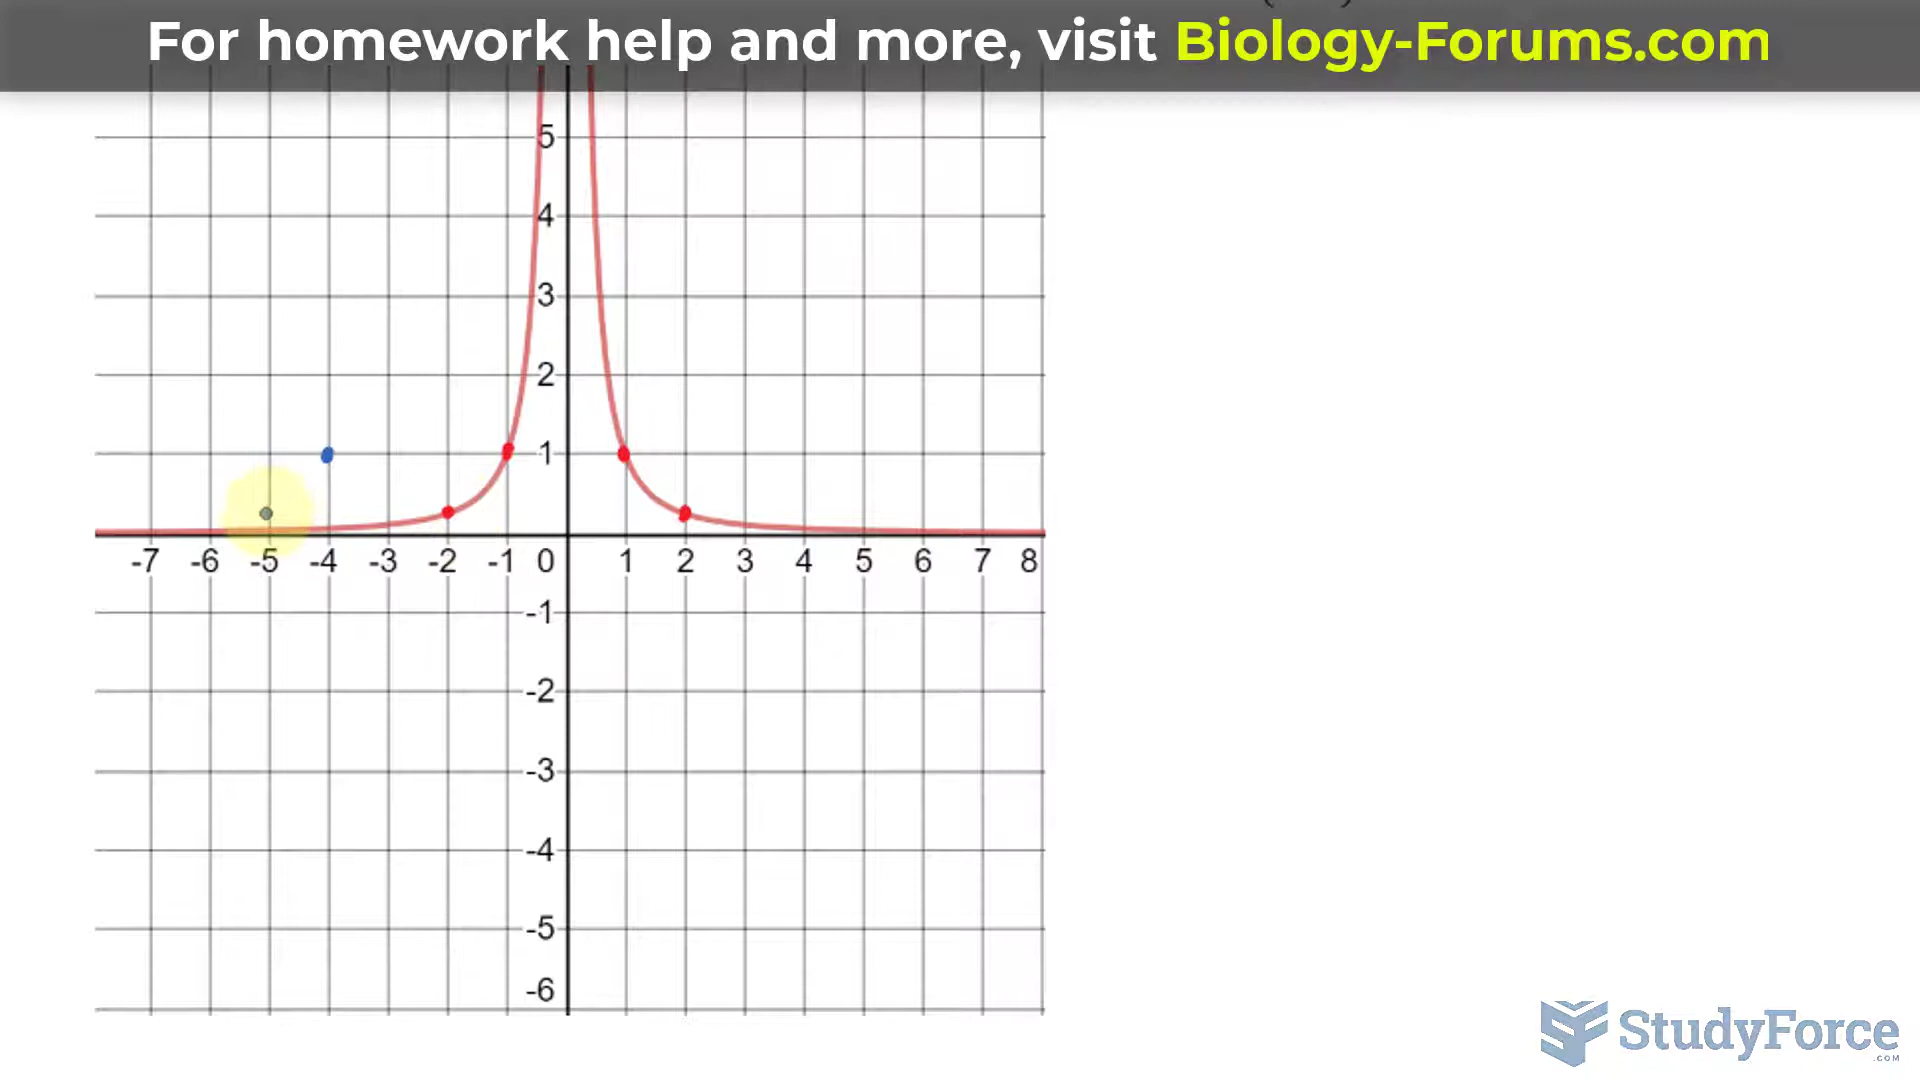 For homework help and more, visit Biology-Forums.com
5
4
3
2
1
-7 -6 -5 -4 -3 -2 -1 0 1 2 3 4 5 6 7 8
-1
-2
-3
-4
-5
-6
StudyForce
.COM